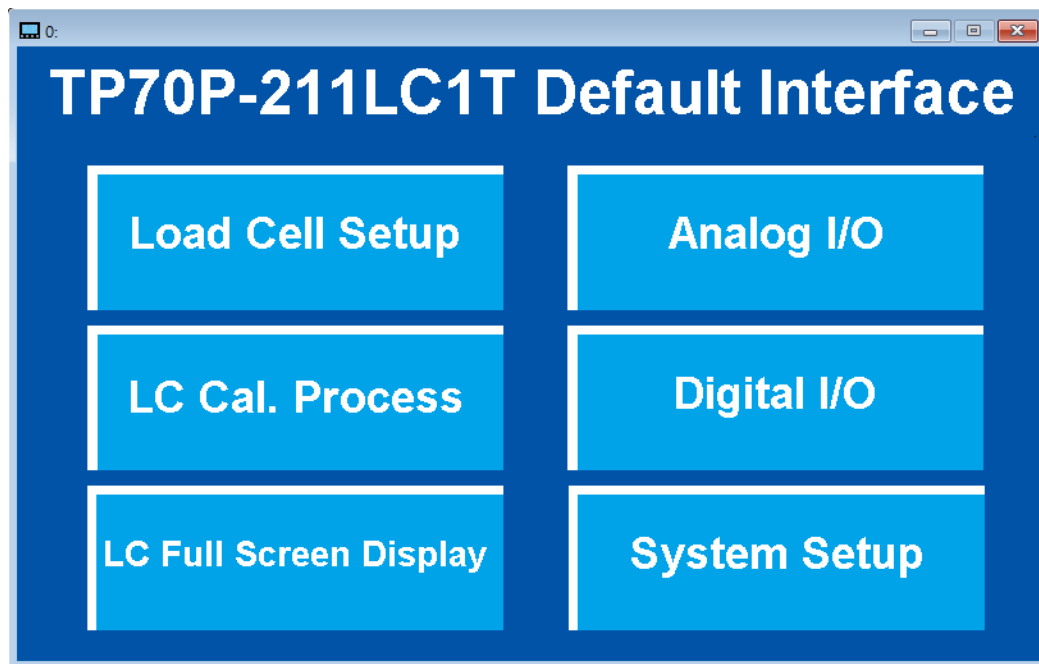 0:
TP70P-211LC1T Default Interface
Load Cell Setup
Analog I/O
LC Cal. Process
Digital I/O
LC Full Screen Display
System Setup